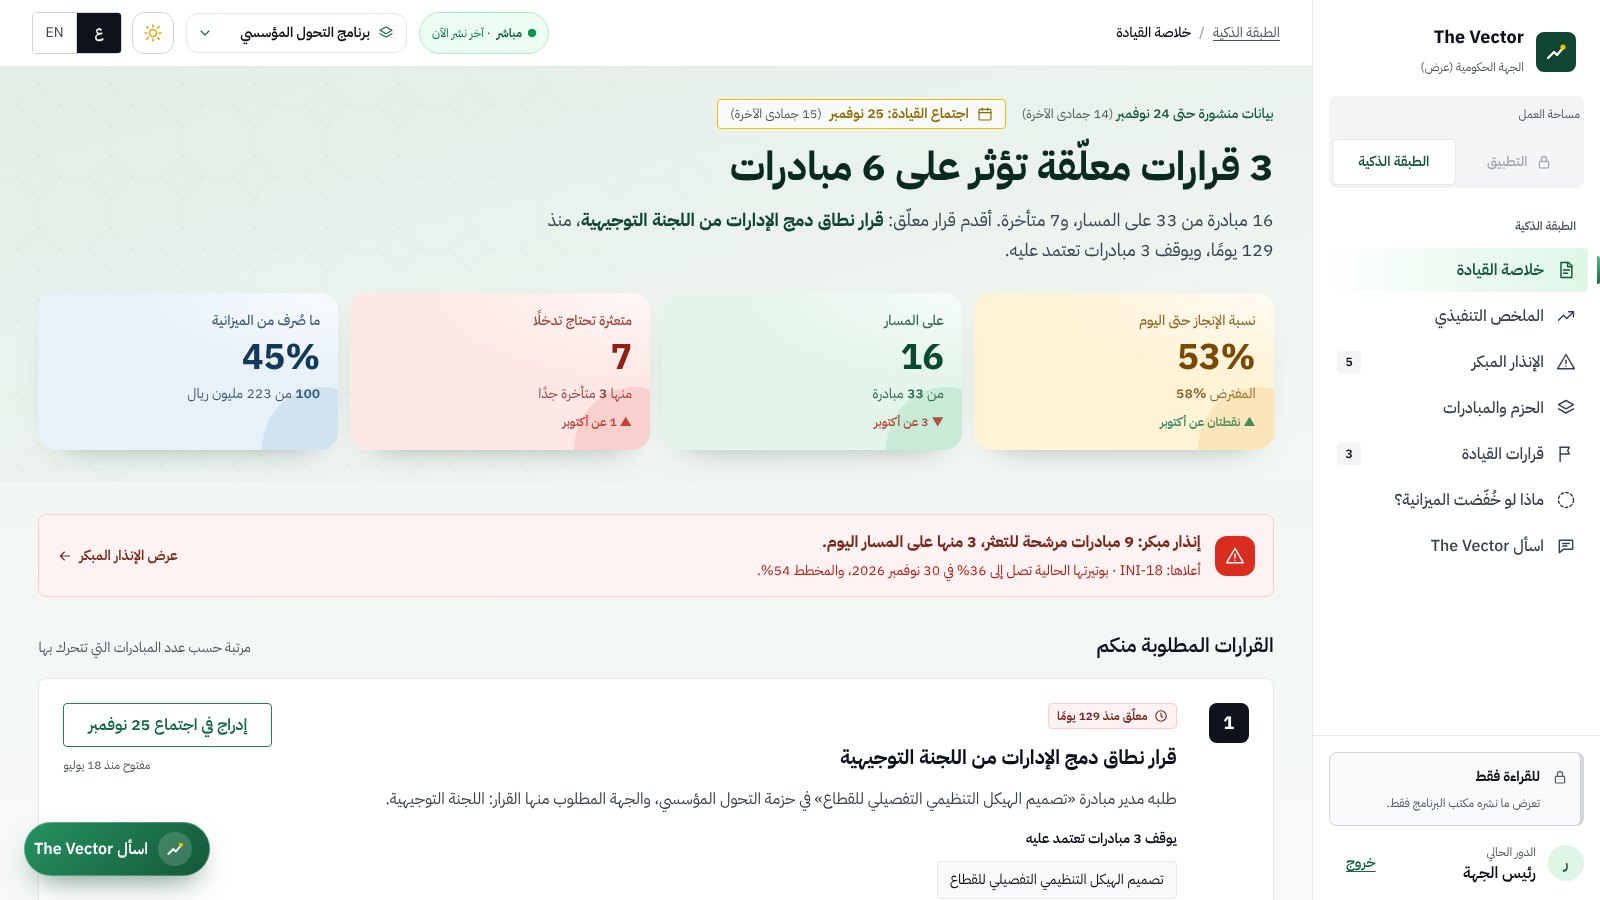 The Vector
الجهة الحكومية (عرض)
مساحة العمل
التطبيق
الطبقة الذكية
الطبقة الذكية
خلاصة القيادة
الملخص التنفيذي
الإنذار المبكر
5
الحزم والمبادرات
قرارات القيادة
3
ماذا لو خُفّضت الميزانية؟
اسأل The Vector
للقراءة فقط
تعرض ما نشره مكتب البرنامج فقط.
ر
الدور الحالي
رئيس الجهة
خروج
الطبقة الذكية / خلاصة القيادة
مباشر · آخر نشر الآن
برنامج التحول المؤسسي
ع
EN
بيانات منشورة حتى 24 نوفمبر (14 جمادى الآخرة)
اجتماع القيادة: 25 نوفمبر (15 جمادى الآخرة)
3 قرارات معلّقة تؤثر على 6 مبادرات
16 مبادرة من 33 على المسار، و7 متأخرة. أقدم قرار معلّق: قرار نطاق دمج الإدارات من اللجنة التوجيهية، منذ
129 يومًا، ويوقف 3 مبادرات تعتمد عليه.
نسبة الإنجاز حتى اليوم
53%
المفترض 58%
▲ نقطتان عن أكتوبر
على المسار
16
من 33 مبادرة
▼ 3 عن أكتوبر
متعثرة تحتاج تدخلًا
7
منها 3 متأخرة جدًا
▲ 1 عن أكتوبر
ما صُرف من الميزانية
45%
100 من 223 مليون ريال
إنذار مبكر: 9 مبادرات مرشحة للتعثر، 3 منها على المسار اليوم.
أعلاها: INI-18 · بوتيرتها الحالية تصل إلى 36% في 30 نوفمبر 2026، والمخطط 54%.
عرض الإنذار المبكر ←
القرارات المطلوبة منكم
مرتبة حسب عدد المبادرات التي تتحرك بها
1
معلّق منذ 129 يومًا
قرار نطاق دمج الإدارات من اللجنة التوجيهية
طلبه مدير مبادرة «تصميم الهيكل التنظيمي التفصيلي للقطاع» في حزمة التحول المؤسسي، والجهة المطلوب منها القرار: اللجنة التوجيهية.
يوقف 3 مبادرات تعتمد عليه
تصميم الهيكل التنظيمي التفصيلي للقطاع
إدراج في اجتماع 25 نوفمبر
مفتوح منذ 18 يوليو
اسأل The Vector